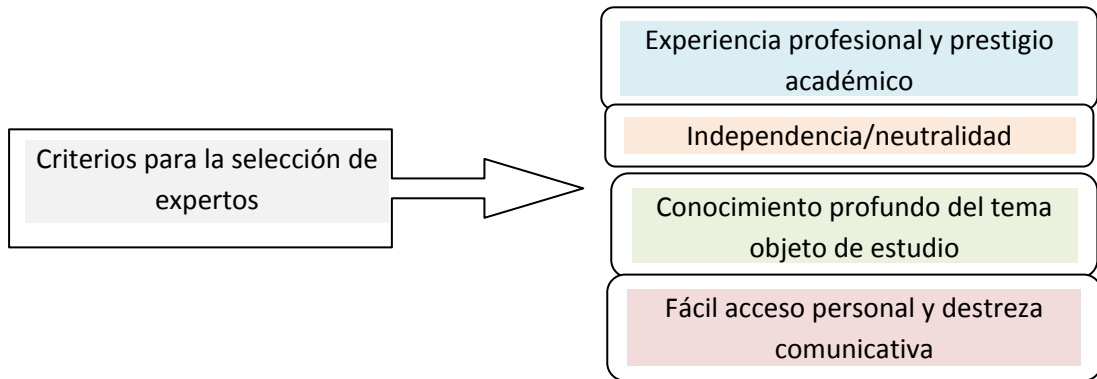 Criterios para la selección de
expertos
Experiencia profesional y prestigio
académico
Independencia/neutralidad
Conocimiento profundo del tema
objeto de estudio
Fácil acceso personal y destreza
comunicativa